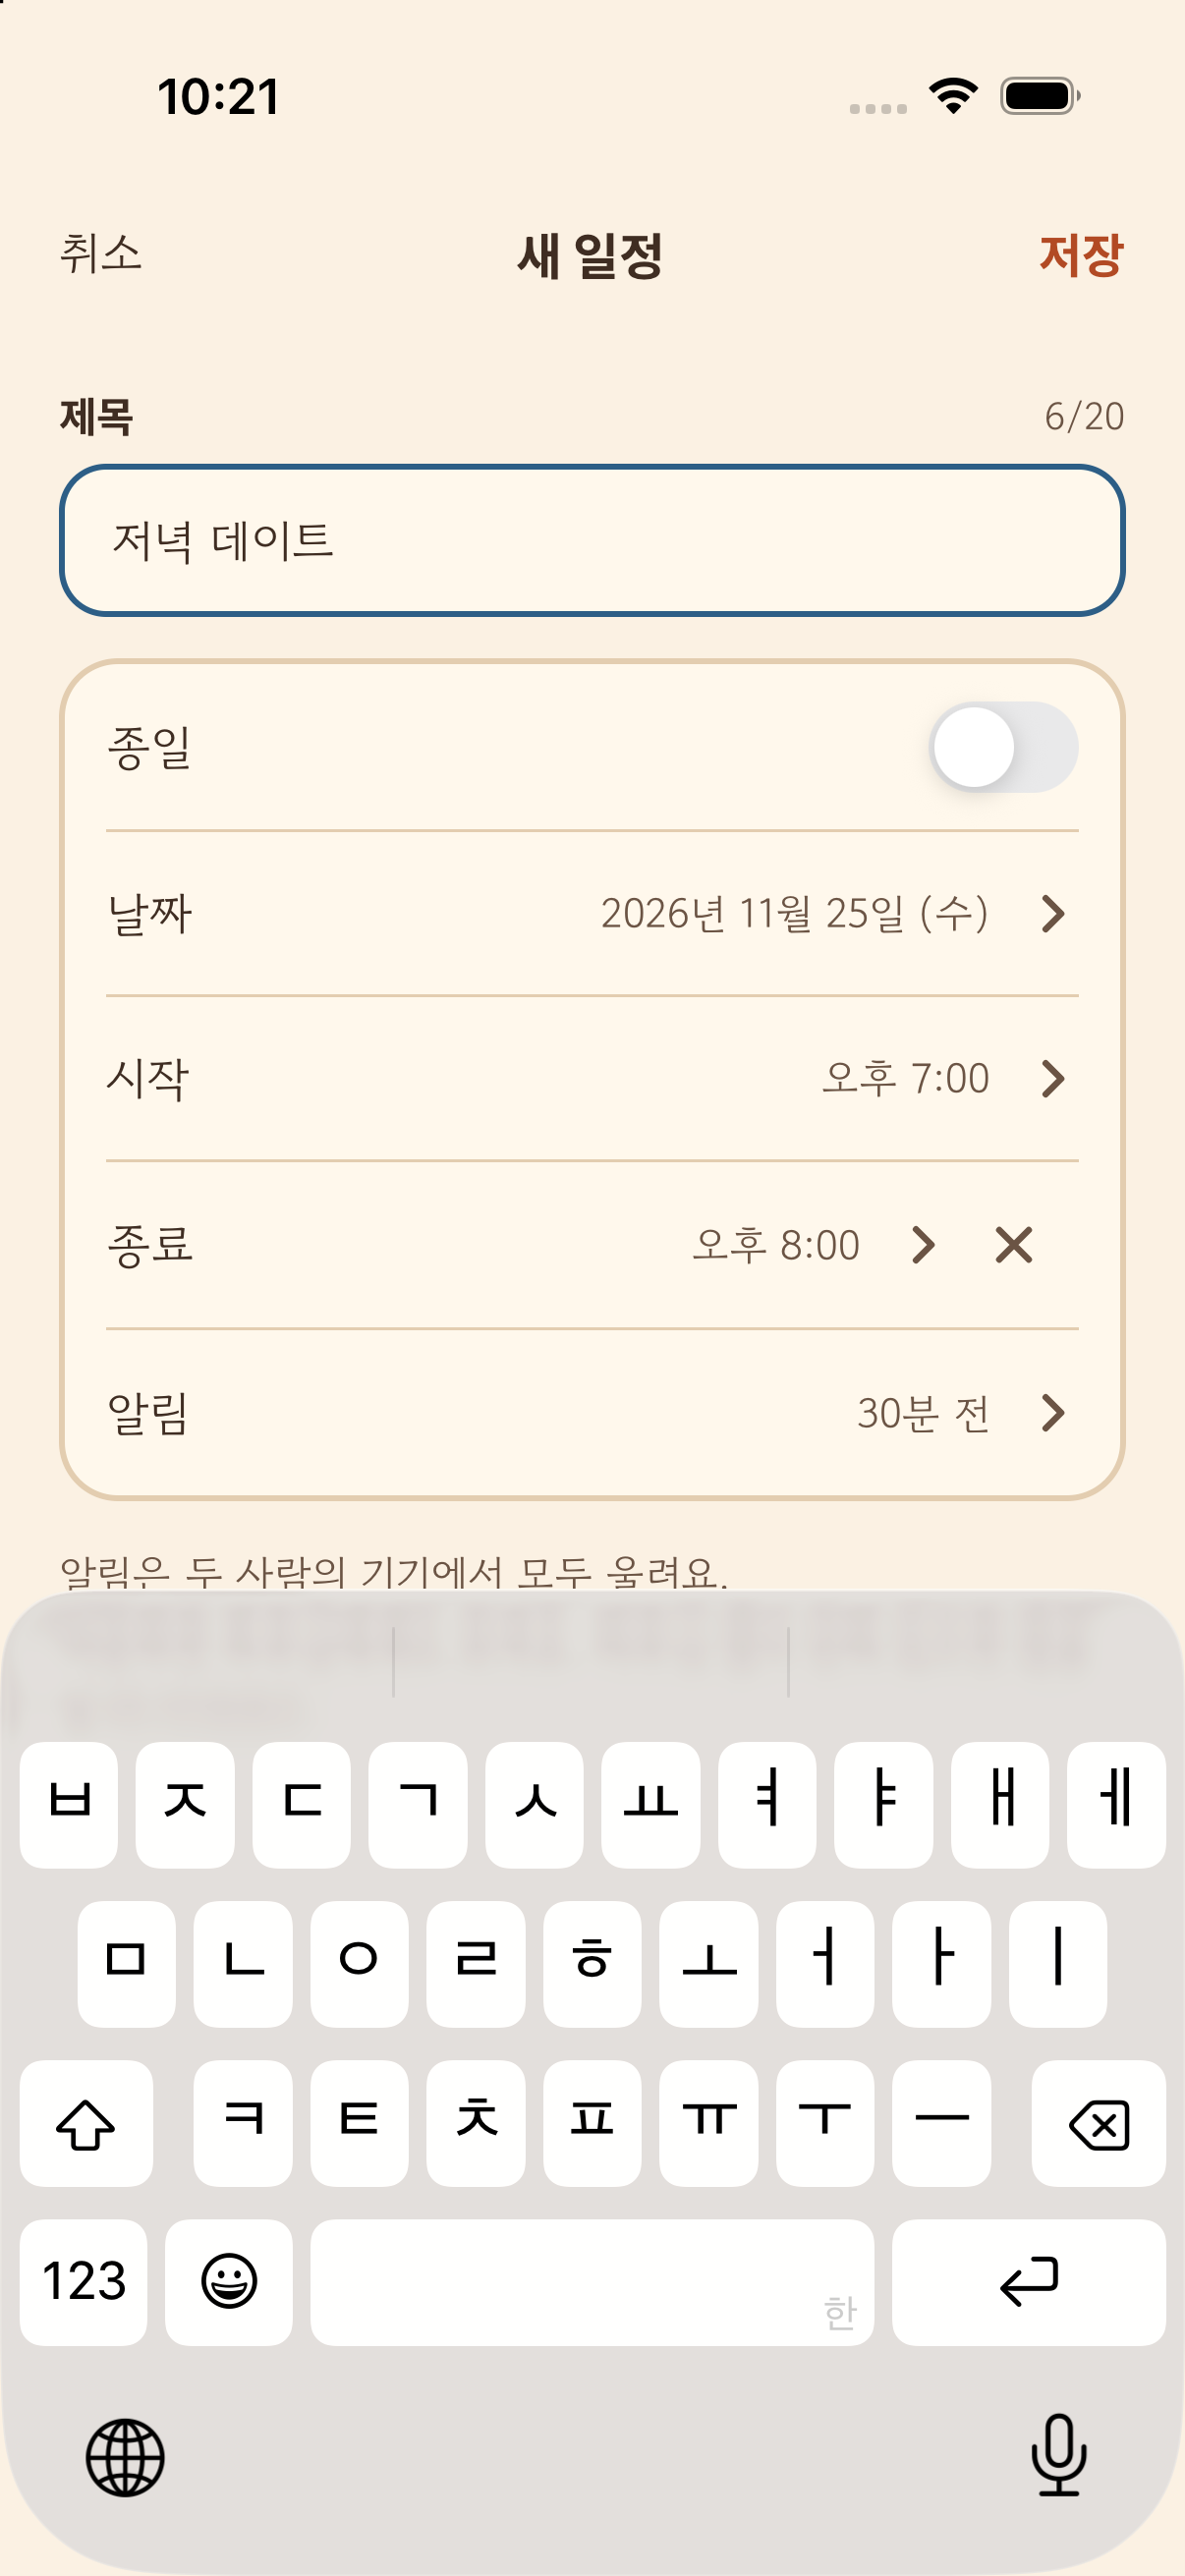 10:21
취소 새 일정 저장
제목 6/20
저녁 데이트
종일
날짜 2026년 11월 25일 (수)
시작 오후 7:00
종료 오후 8:00
알림 30분 전
알림은 두 사람의 기기에서 모두 울려요.
ㅂ ㅈ ㄷ ㄱ ㅅ ㅛ ㅕ ㅑ ㅐ ㅔ
ㅁ ㄴ ㅇ ㄹ ㅎ ㅗ ㅓ ㅏ ㅣ
ㅋ ㅌ ㅊ ㅍ ㅠ ㅜ ㅡ
123 한